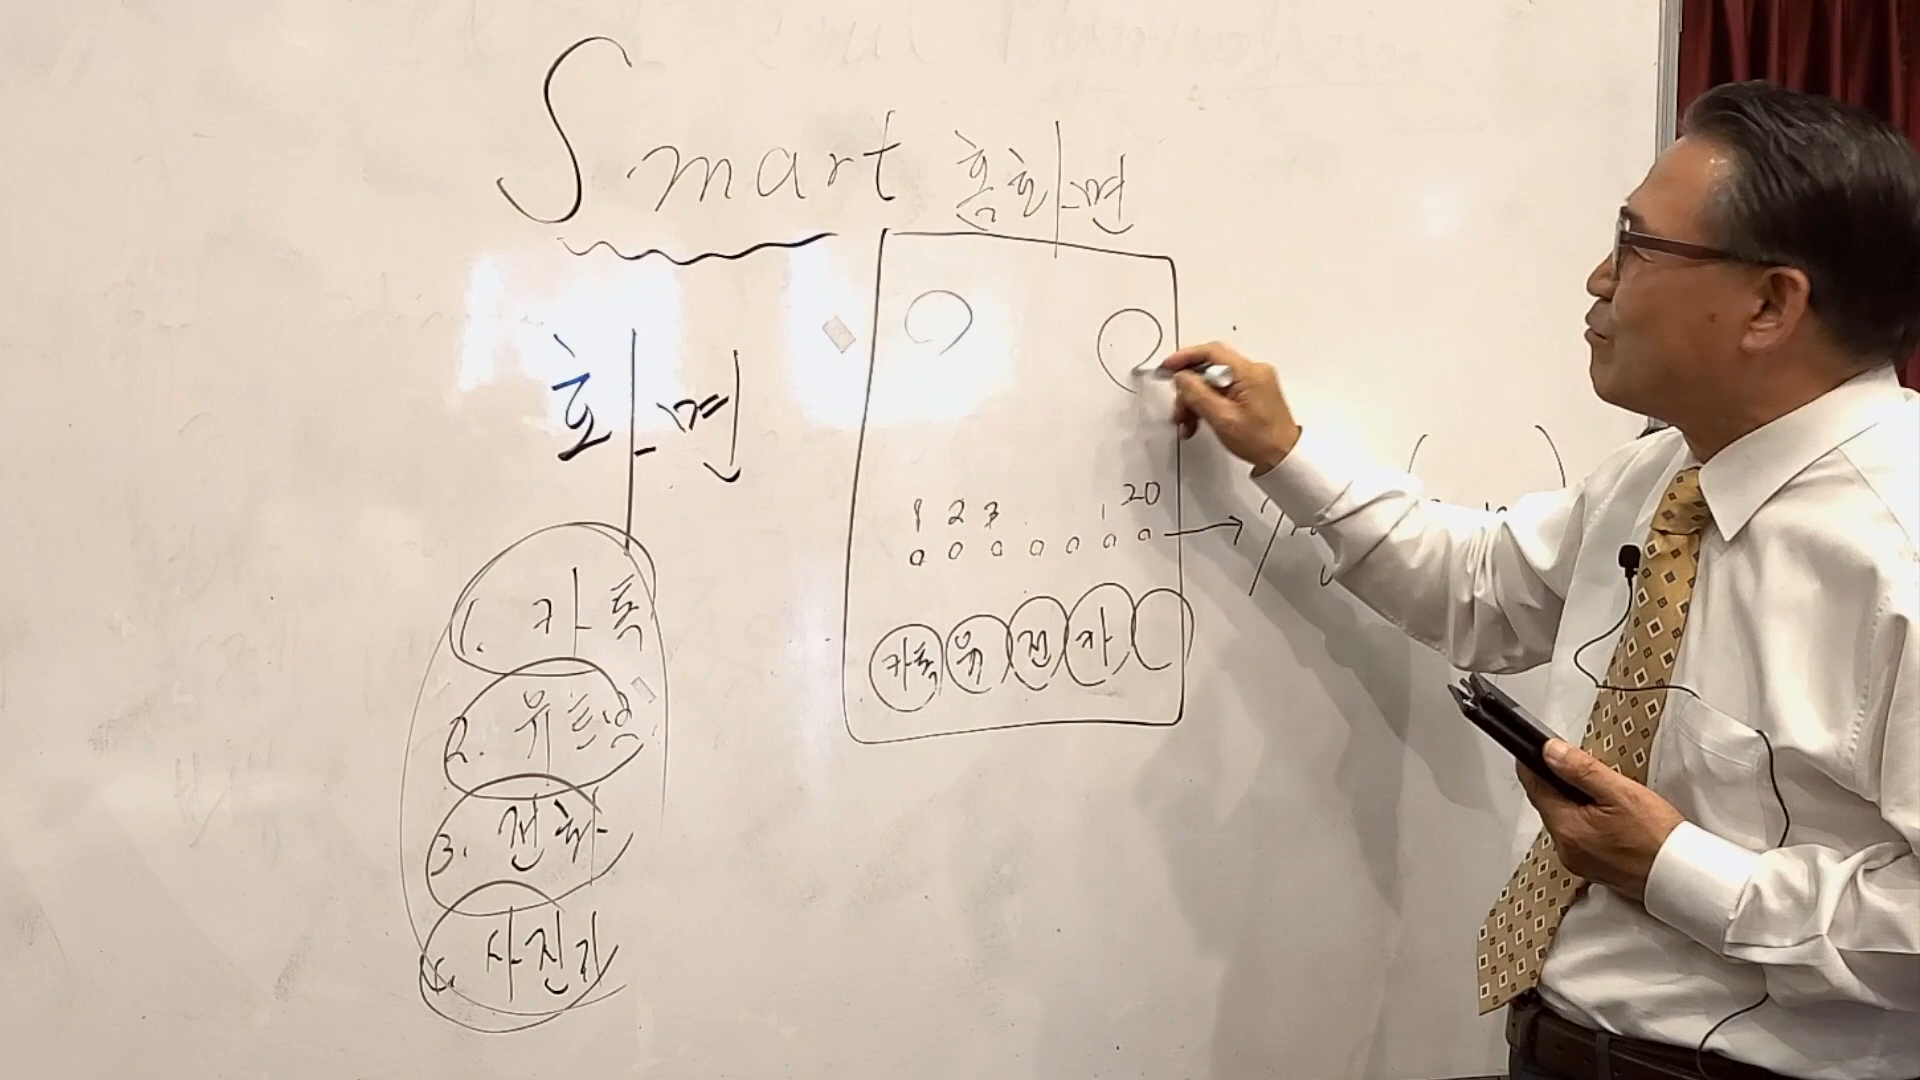 Smart 홈화면
화면
1. 카톡
2. 유튜브
3. 전화
4. 사진기
1 2 3 20
카톡 유 전 사